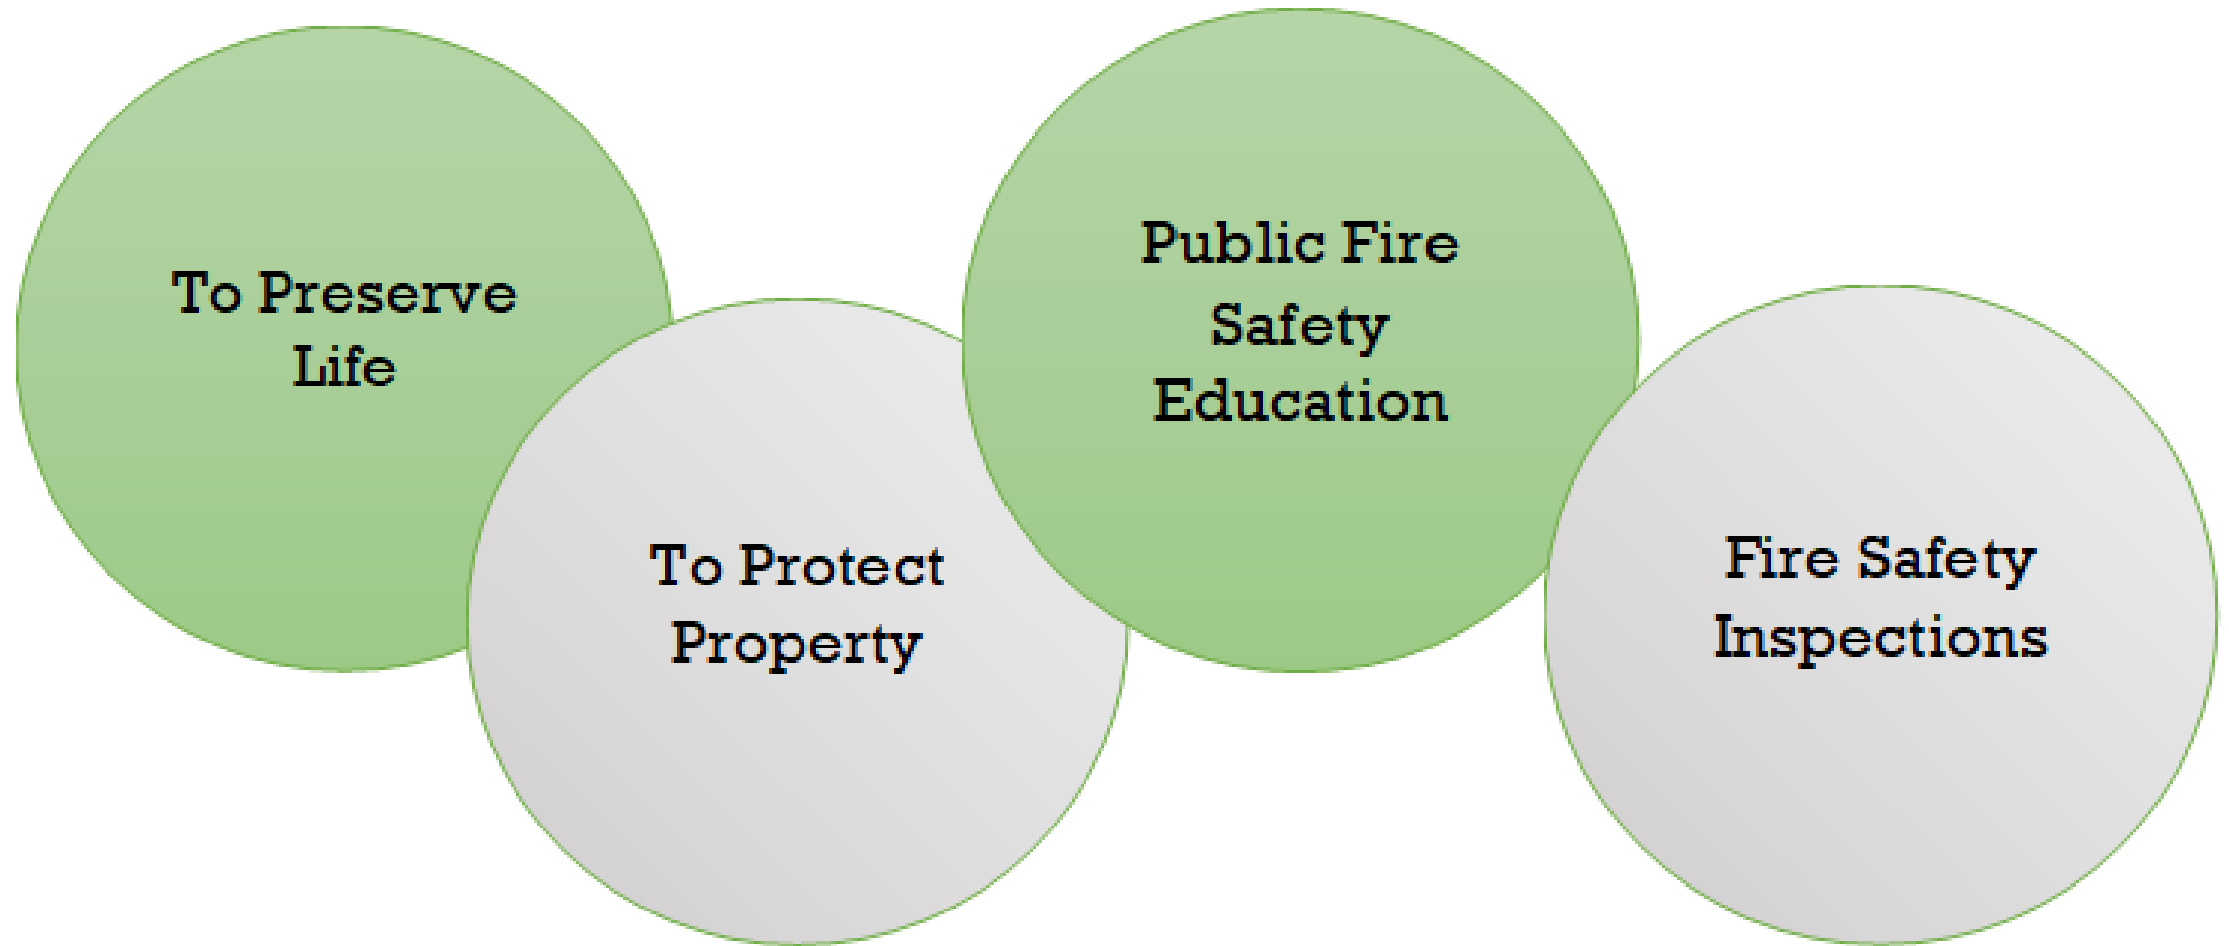 To Preserve
Life
To Protect
Property
Public Fire
Safety
Education
Fire Safety
Inspections